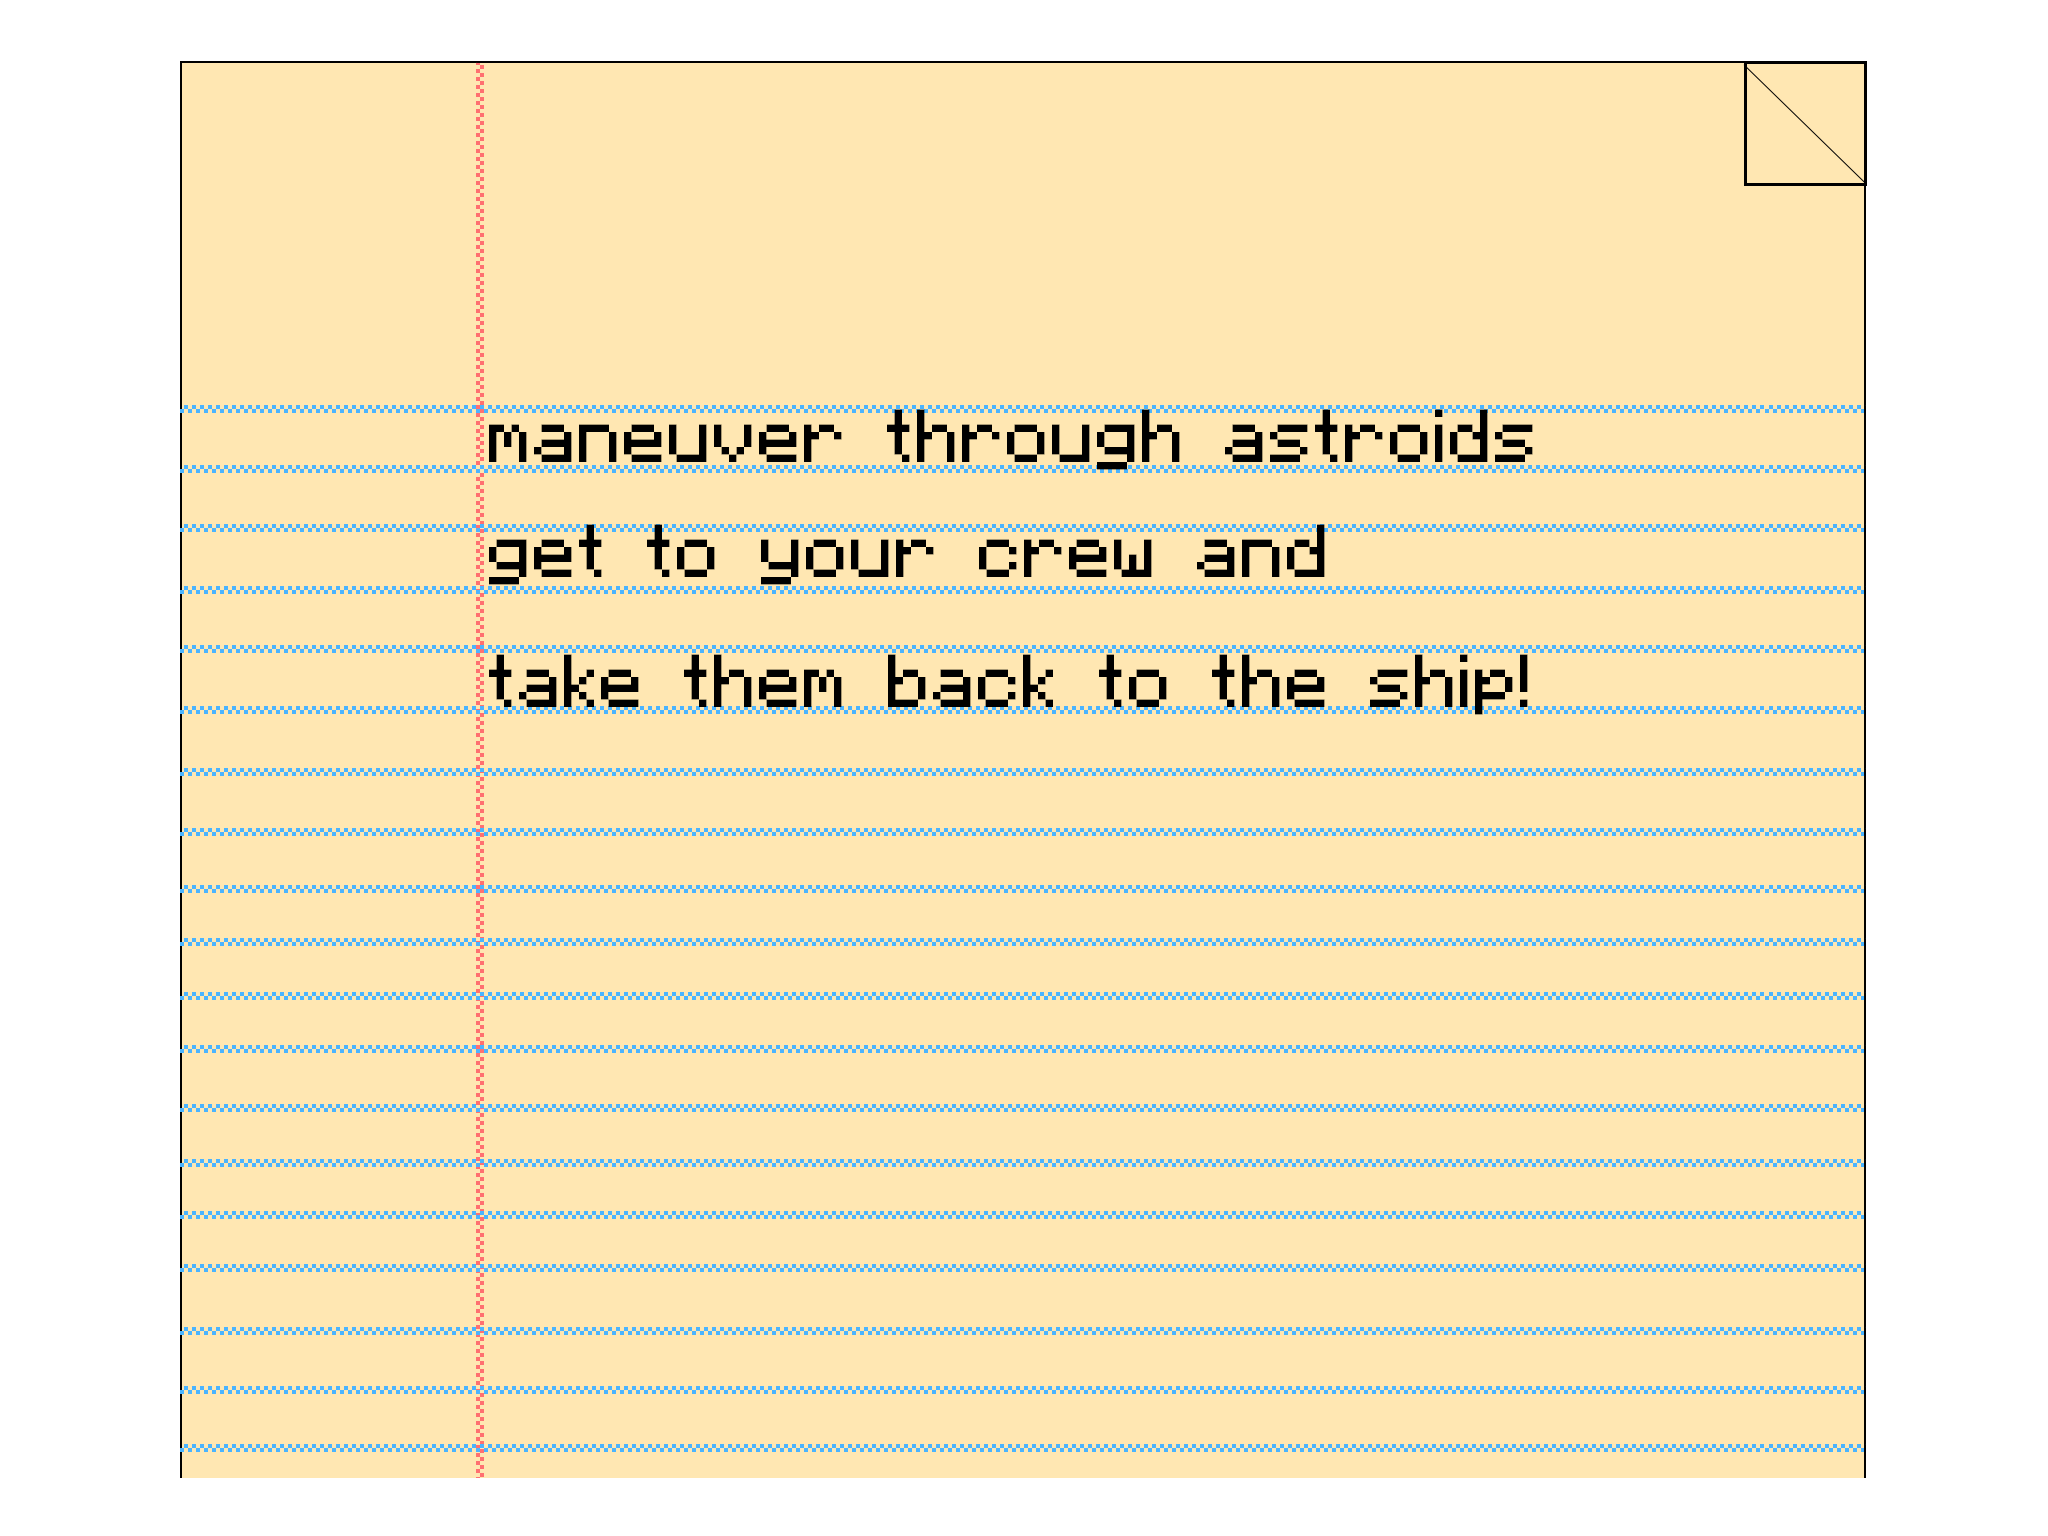 maneuver through astroids
get to your crew and
take them back to the ship!